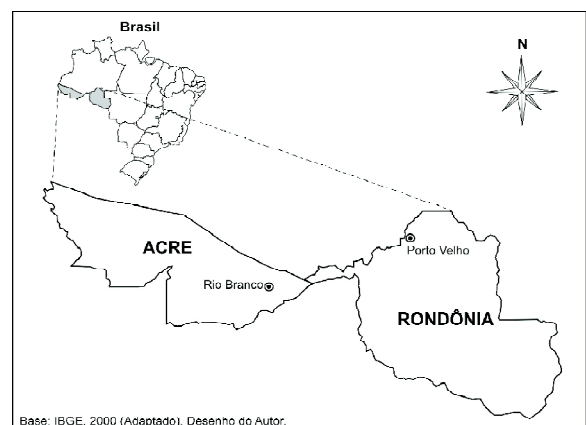 Brasil
N
ACRE
Porto Velho
Rio Branco
RONDÔNIA
Base: IBGE, 2000 (Adaptado). Desenho do Autor.